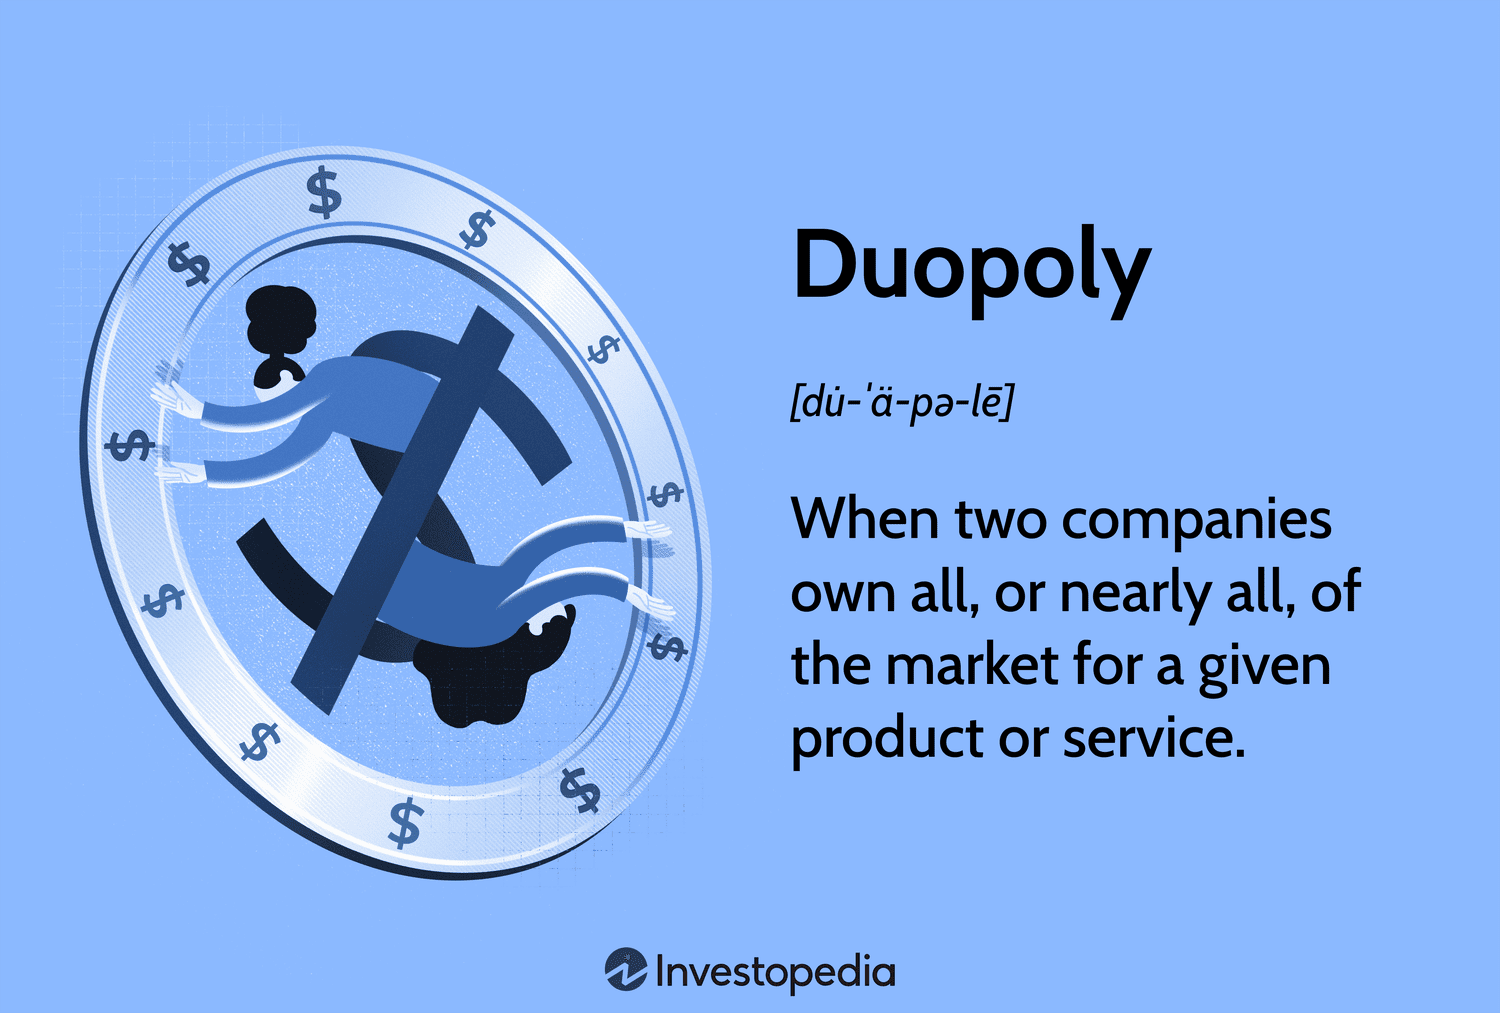 Duopoly
[du̇-ˈä-pə-lē]
When two companies
own all, or nearly all, of
the market for a given
product or service.
$
$
$
$
$
$
$
$
$
$
$
Investopedia